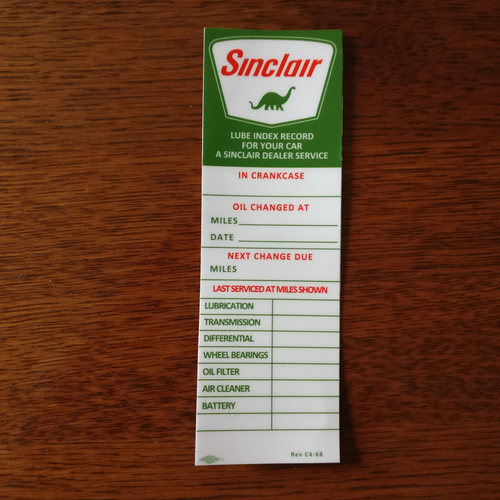 Sinclair
LUBE INDEX RECORD
FOR YOUR CAR
A SINCLAIR DEALER SERVICE
IN CRANKCASE
OIL CHANGED AT
MILES
DATE
NEXT CHANGE DUE
MILES
LAST SERVICED AT MILES SHOWN
LUBRICATION
TRANSMISSION
DIFFERENTIAL
WHEEL BEARINGS
OIL FILTER
AIR CLEANER
BATTERY
Rev C4-68